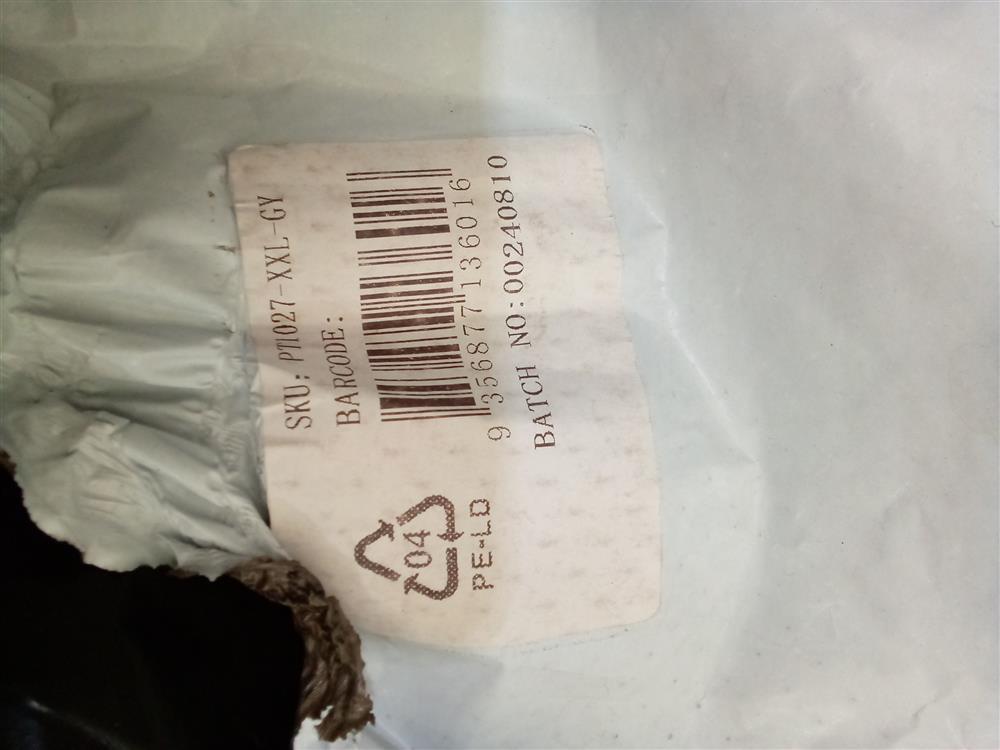 SKU: PT1027-XXL-GY
BARCODE:
9 356877 136016
BATCH NO:00240810
04
PE-LD